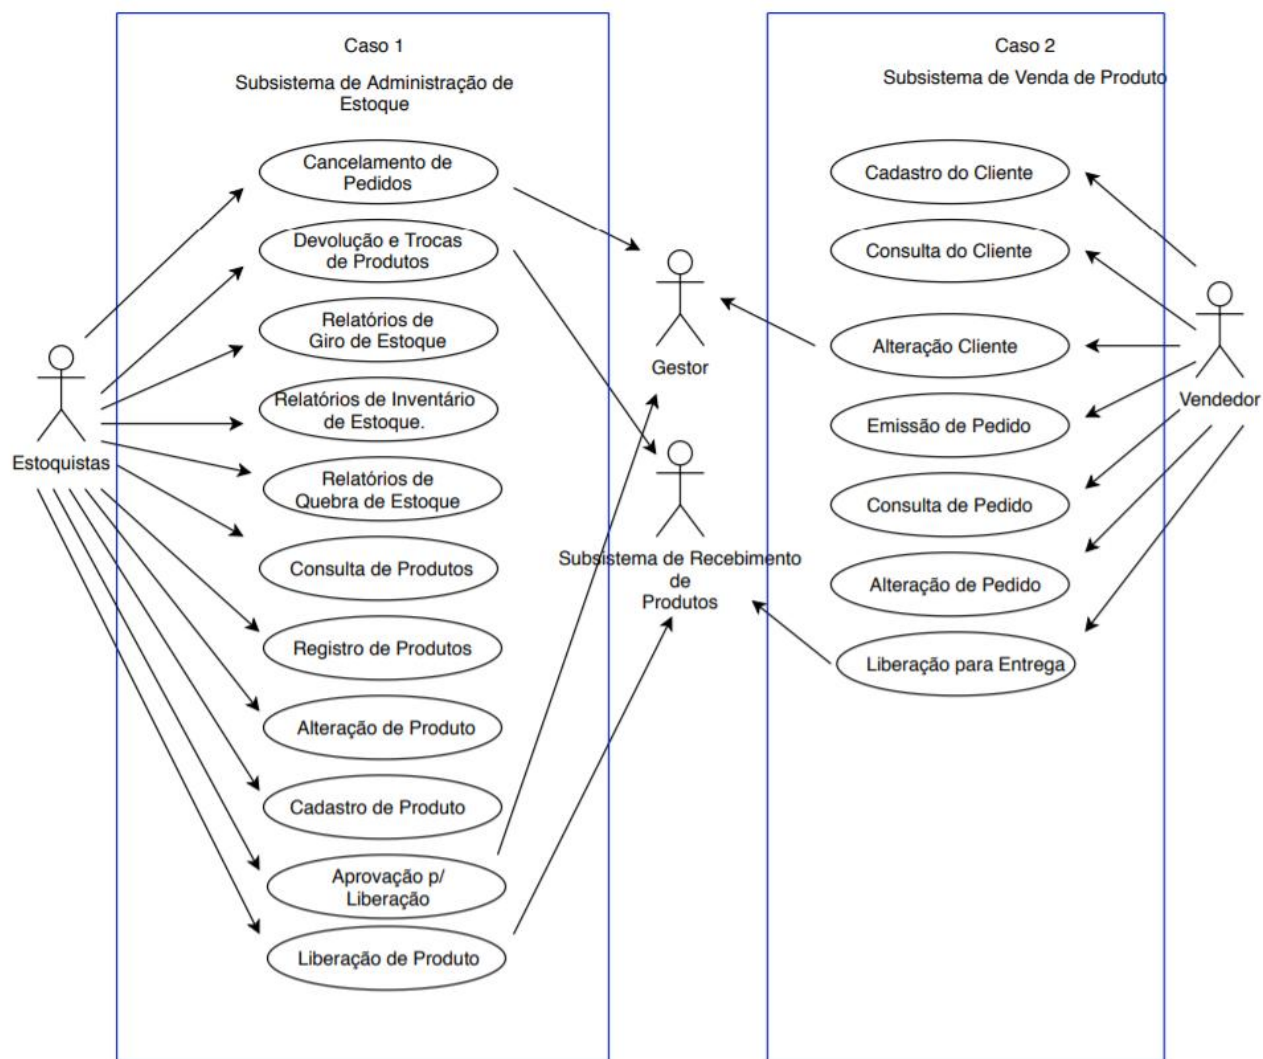 Caso 1
Subsistema de Administração de
Estoque
Cancelamento de
Pedidos
Devolução e Trocas
de Produtos
Relatórios de
Giro de Estoque
Relatórios de Inventário
de Estoque.
Relatórios de
Quebra de Estoque
Consulta de Produtos
Registro de Produtos
Alteração de Produto
Cadastro de Produto
Aprovação p/
Liberação
Liberação de Produto
Estoquistas
Gestor
Subsistema de Recebimento
de
Produtos
Caso 2
Subsistema de Venda de Produto
Cadastro do Cliente
Consulta do Cliente
Alteração Cliente
Emissão de Pedido
Consulta de Pedido
Alteração de Pedido
Liberação para Entrega
Vendedor